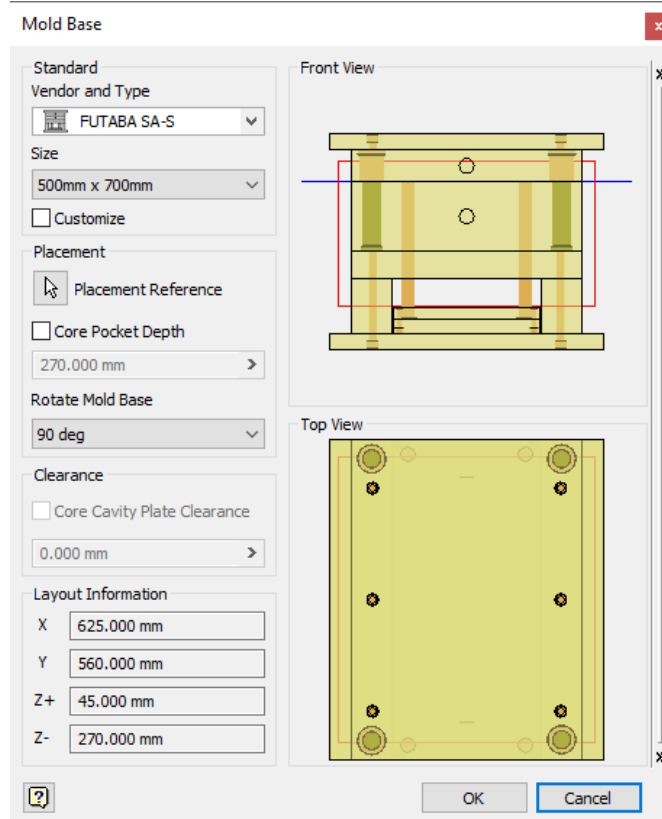 Mold Base
x
Standard
Vendor and Type
FUTABA SA-S
Size
500mm x 700mm
Customize
Placement
Placement Reference
Core Pocket Depth
270.000 mm
Rotate Mold Base
90 deg
Clearance
Core Cavity Plate Clearance
0.000 mm
Layout Information
X 625.000 mm
Y 560.000 mm
Z+ 45.000 mm
Z- 270.000 mm
Front View
Top View
?
OK
Cancel